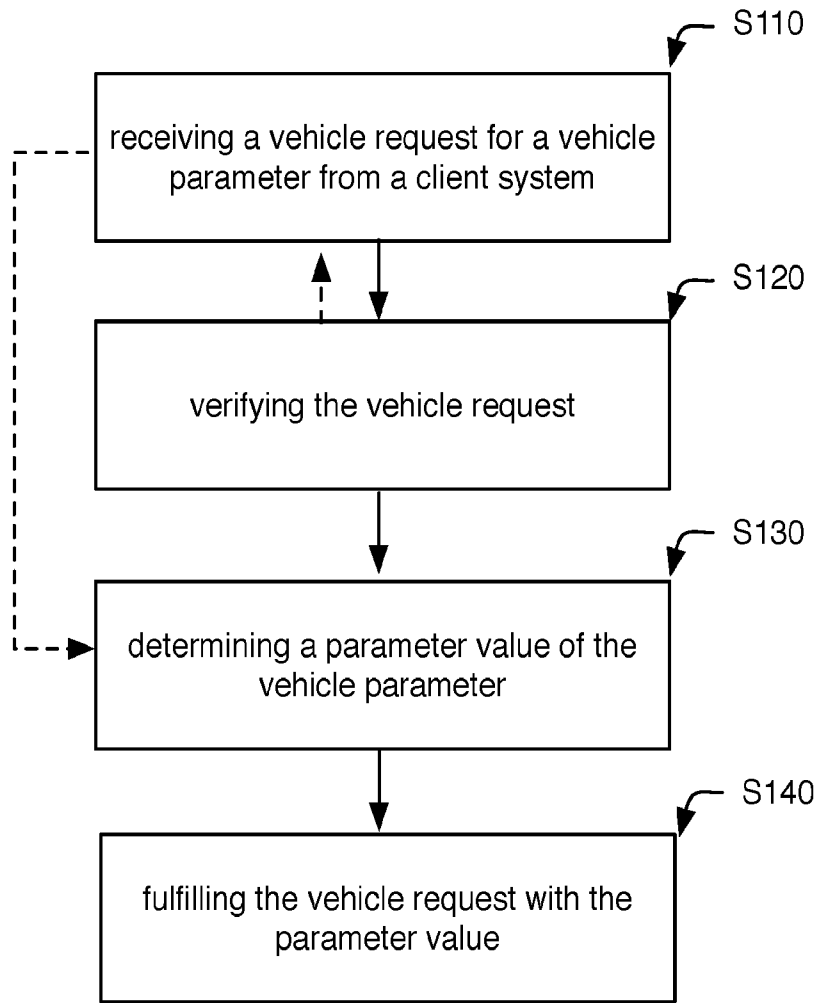 S110
receiving a vehicle request for a vehicle
parameter from a client system
S120
verifying the vehicle request
S130
determining a parameter value of the
vehicle parameter
S140
fulfilling the vehicle request with the
parameter value